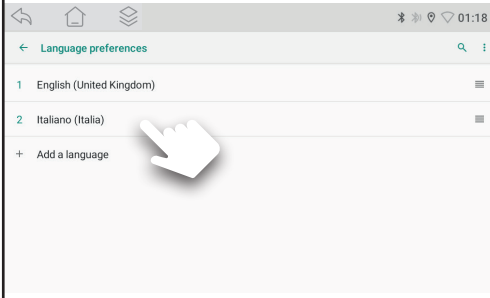 01:18
Language preferences
1 English (United Kingdom)
2 Italiano (Italia)
+ Add a language